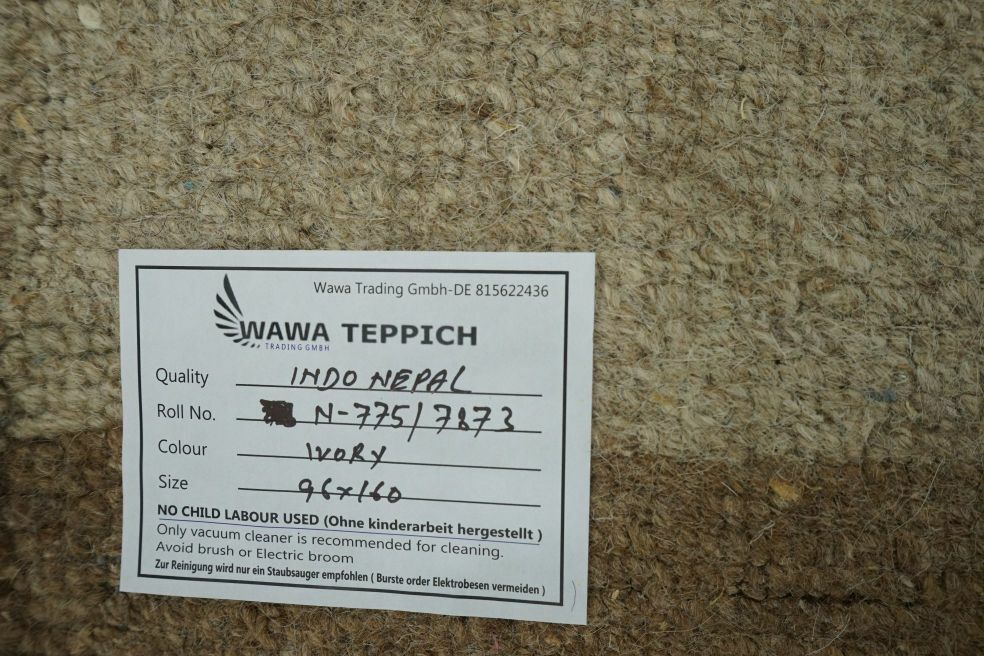 Wawa Trading Gmbh-DE 815622436
WAWA TEPPICH
TRADING GMBH
Quality INDO NEPAL
Roll No. N-775/7873
Colour IVORY
Size 96x160
NO CHILD LABOUR USED (Ohne kinderarbeit hergestellt )
Only vacuum cleaner is recommended for cleaning.
Avoid brush or Electric broom
Zur Reinigung wird nur ein Staubsauger empfohlen ( Burste order Elektrobesen vermeiden )